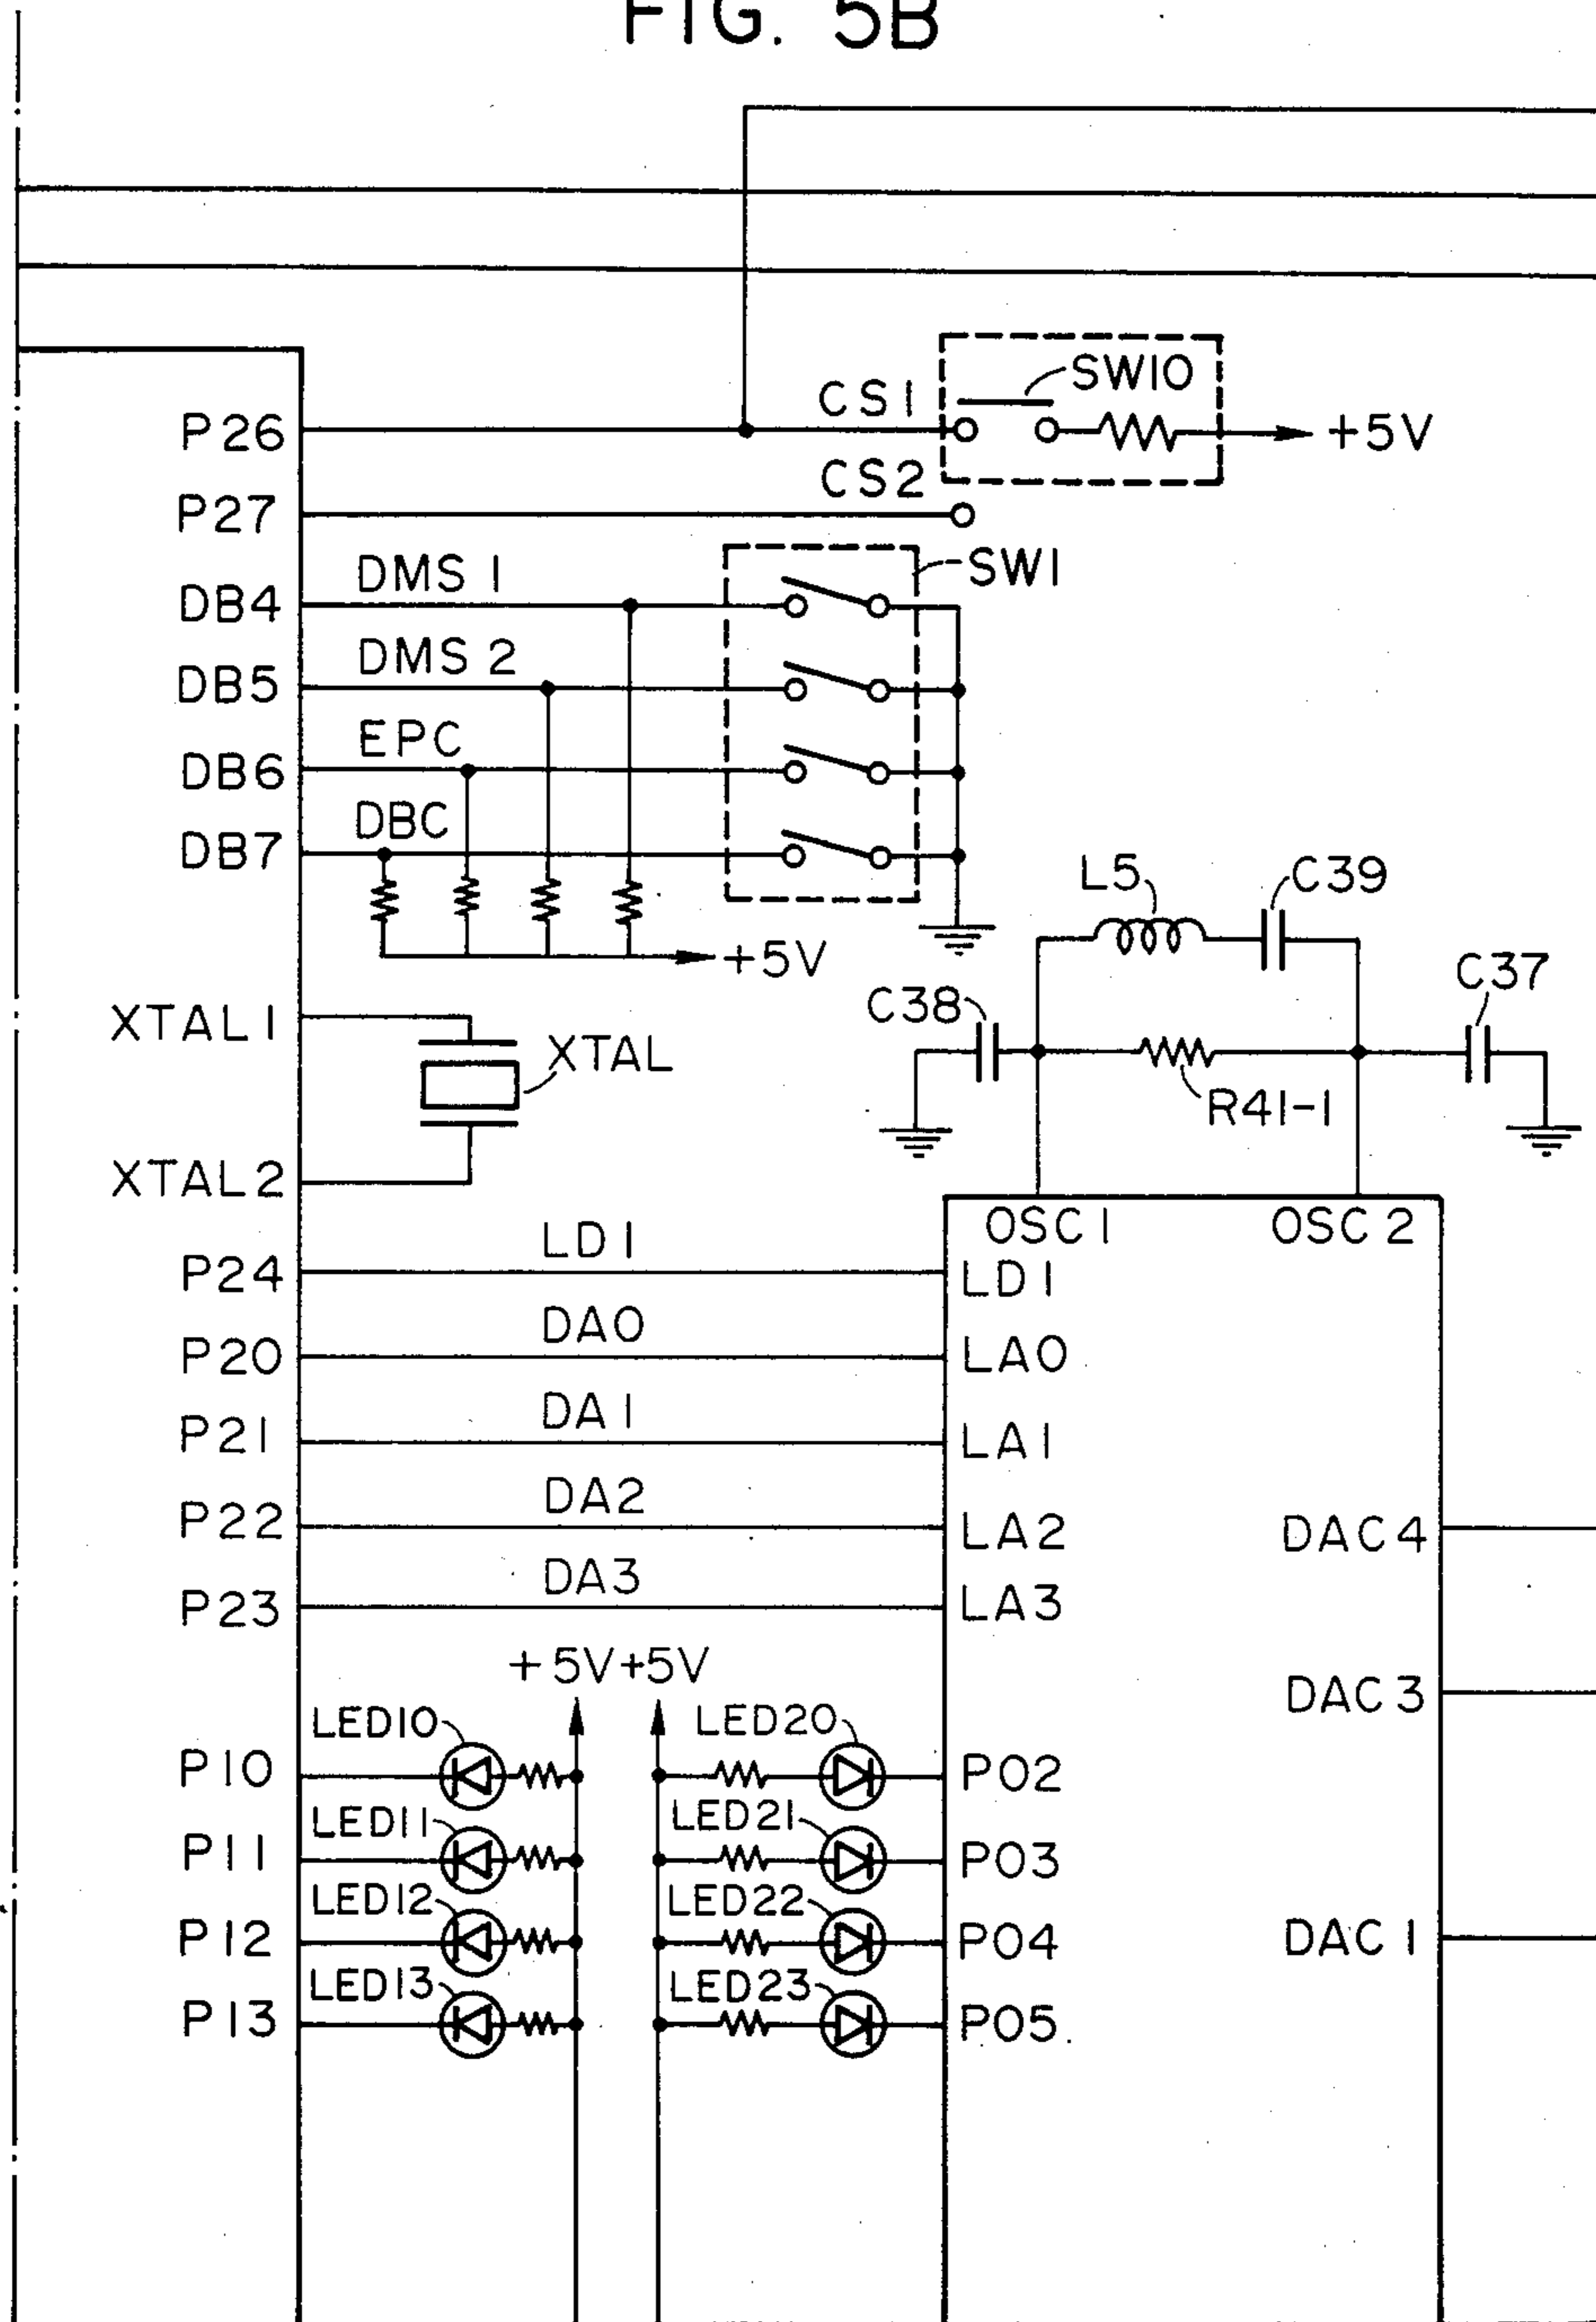 FIG. 5B
SW10
CS1
P26
+5V
CS2
P27
SW1
DMS 1
DB4
DMS 2
DB5
EPC
DB6
DBC
DB7
L5
C39
+5V
C37
C38
XTAL1
XTAL
R41-1
XTAL2
OSC1
OSC2
LD1
P24
LD1
DA0
P20
LA0
DA1
P21
LA1
DA2
P22
LA2
DAC4
DA3
P23
LA3
+5V +5V
DAC3
LED10
LED20
P10
P02
LED11
LED21
P11
P03
LED12
LED22
P12
P04
DAC1
LED13
LED23
P13
P05